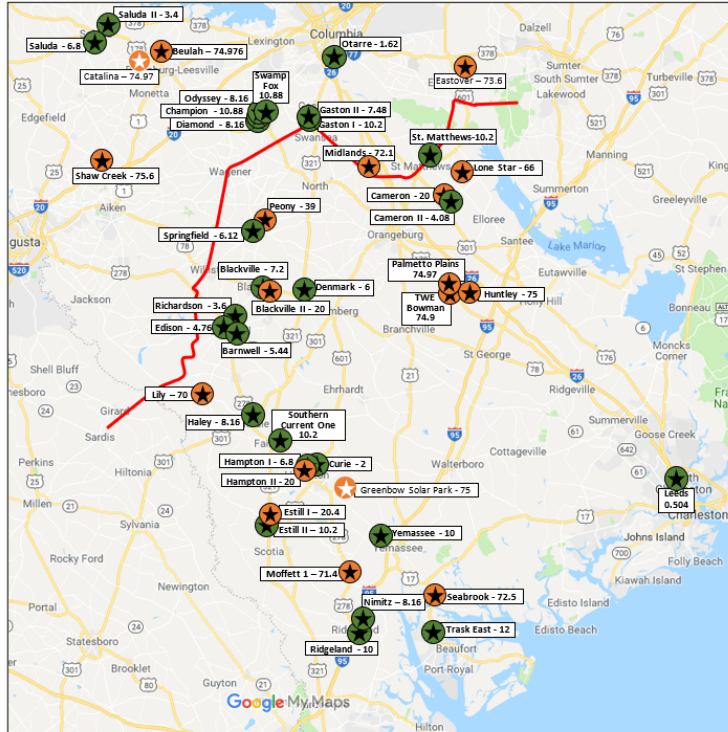 Saluda II - 3.4
Saluda - 6.8
Beulah – 74.976
Catalina – 74.97
Monetta
Lexington
Columbia
Otarre - 1.62
Dalzell
Sumter
South Sumter
Turbeville
Eastover – 73.6
Lakewood
Edgefield
Swamp
Fox
10.88
Odyssey - 8.16
Champion - 10.88
Diamond - 8.16
Gaston II - 7.48
Gaston I - 10.2
Swansea
St. Matthews-10.2
Manning
Midlands - 72.1
St Matthews
Lone Star - 66
Shaw Creek - 75.6
Wagener
North
Summerton
Aiken
Cameron - 20
Greeleyville
Cameron II - 4.08
Elloree
Peony - 39
Springfield - 6.12
Orangeburg
Santee
Lake Marion
Blackville - 7.2
Palmetto Plains
74.97
Eutawville
St Stephen
Jackson
Denmark - 6
TWE
Bowman
74.9
Huntley - 75
Holly Hill
Bonneau
Blackville II - 20
Richardson - 3.6
Edison - 4.76
Branchville
Moncks
Corner
Barnwell - 5.44
St George
Shell Bluff
Ridgeville
Lily – 70
Ehrhardt
Girard
Sardis
Haley - 8.16
Southern
Current One
10.2
Summerville
Goose Creek
Cottageville
Perkins
Hiltonia
Millen
Hampton I - 6.8
Curie - 2
Walterboro
Hampton II - 20
Greenbow Solar Park - 75
Leeds
0.504
Charleston
Sylvania
Estill I – 20.4
Estill II – 10.2
Yemassee - 10
Yemassee
Johns Island
Rocky Ford
Scotia
Folly Beach
Kiawah Island
Newington
Moffett 1 – 71.4
Portal
Nimitz – 8.16
Seabrook - 72.5
Edisto Island
Statesboro
Trask East - 12
Edisto Beach
Ridgeland - 10
Beaufort
Register
Brooklet
Guyton
Port Royal
Google My Maps
Hilton